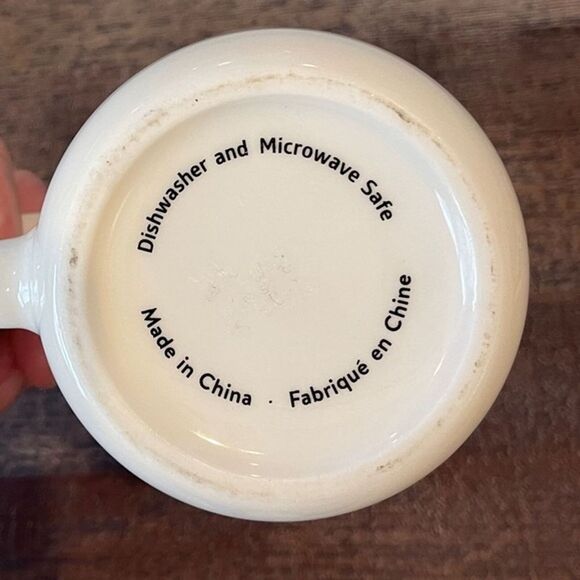 Dishwasher and Microwave Safe
Made in China · Fabriqué en Chine